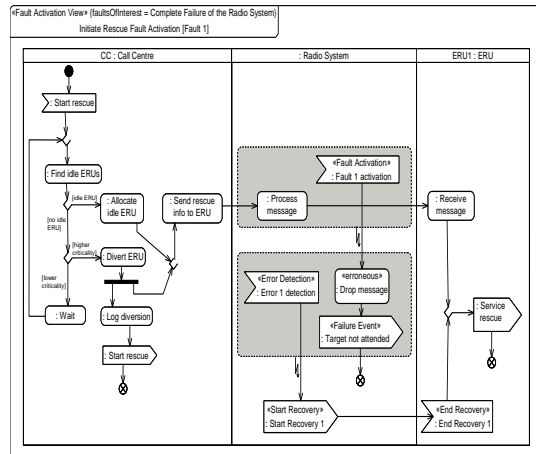 «Fault Activation View» {faultsOfInterest = Complete Failure of the Radio System}
Initiate Rescue Fault Activation [Fault 1]
CC : Call Centre
: Radio System
ERU1 : ERU
: Start rescue
: Find idle ERUs
[idle ERU]
: Allocate
idle ERU
: Send rescue
info to ERU
[no idle
ERU]
[higher
criticality]
: Divert ERU
[lower
criticality]
: Wait
: Log diversion
: Start rescue
«Fault Activation»
: Fault 1 activation
: Process
message
«Error Detection»
: Error 1 detection
«erroneous»
: Drop message
«Failure Event»
: Target not attended
«Start Recovery»
: Start Recovery 1
: Receive
message
: Service
rescue
«End Recovery»
: End Recovery 1